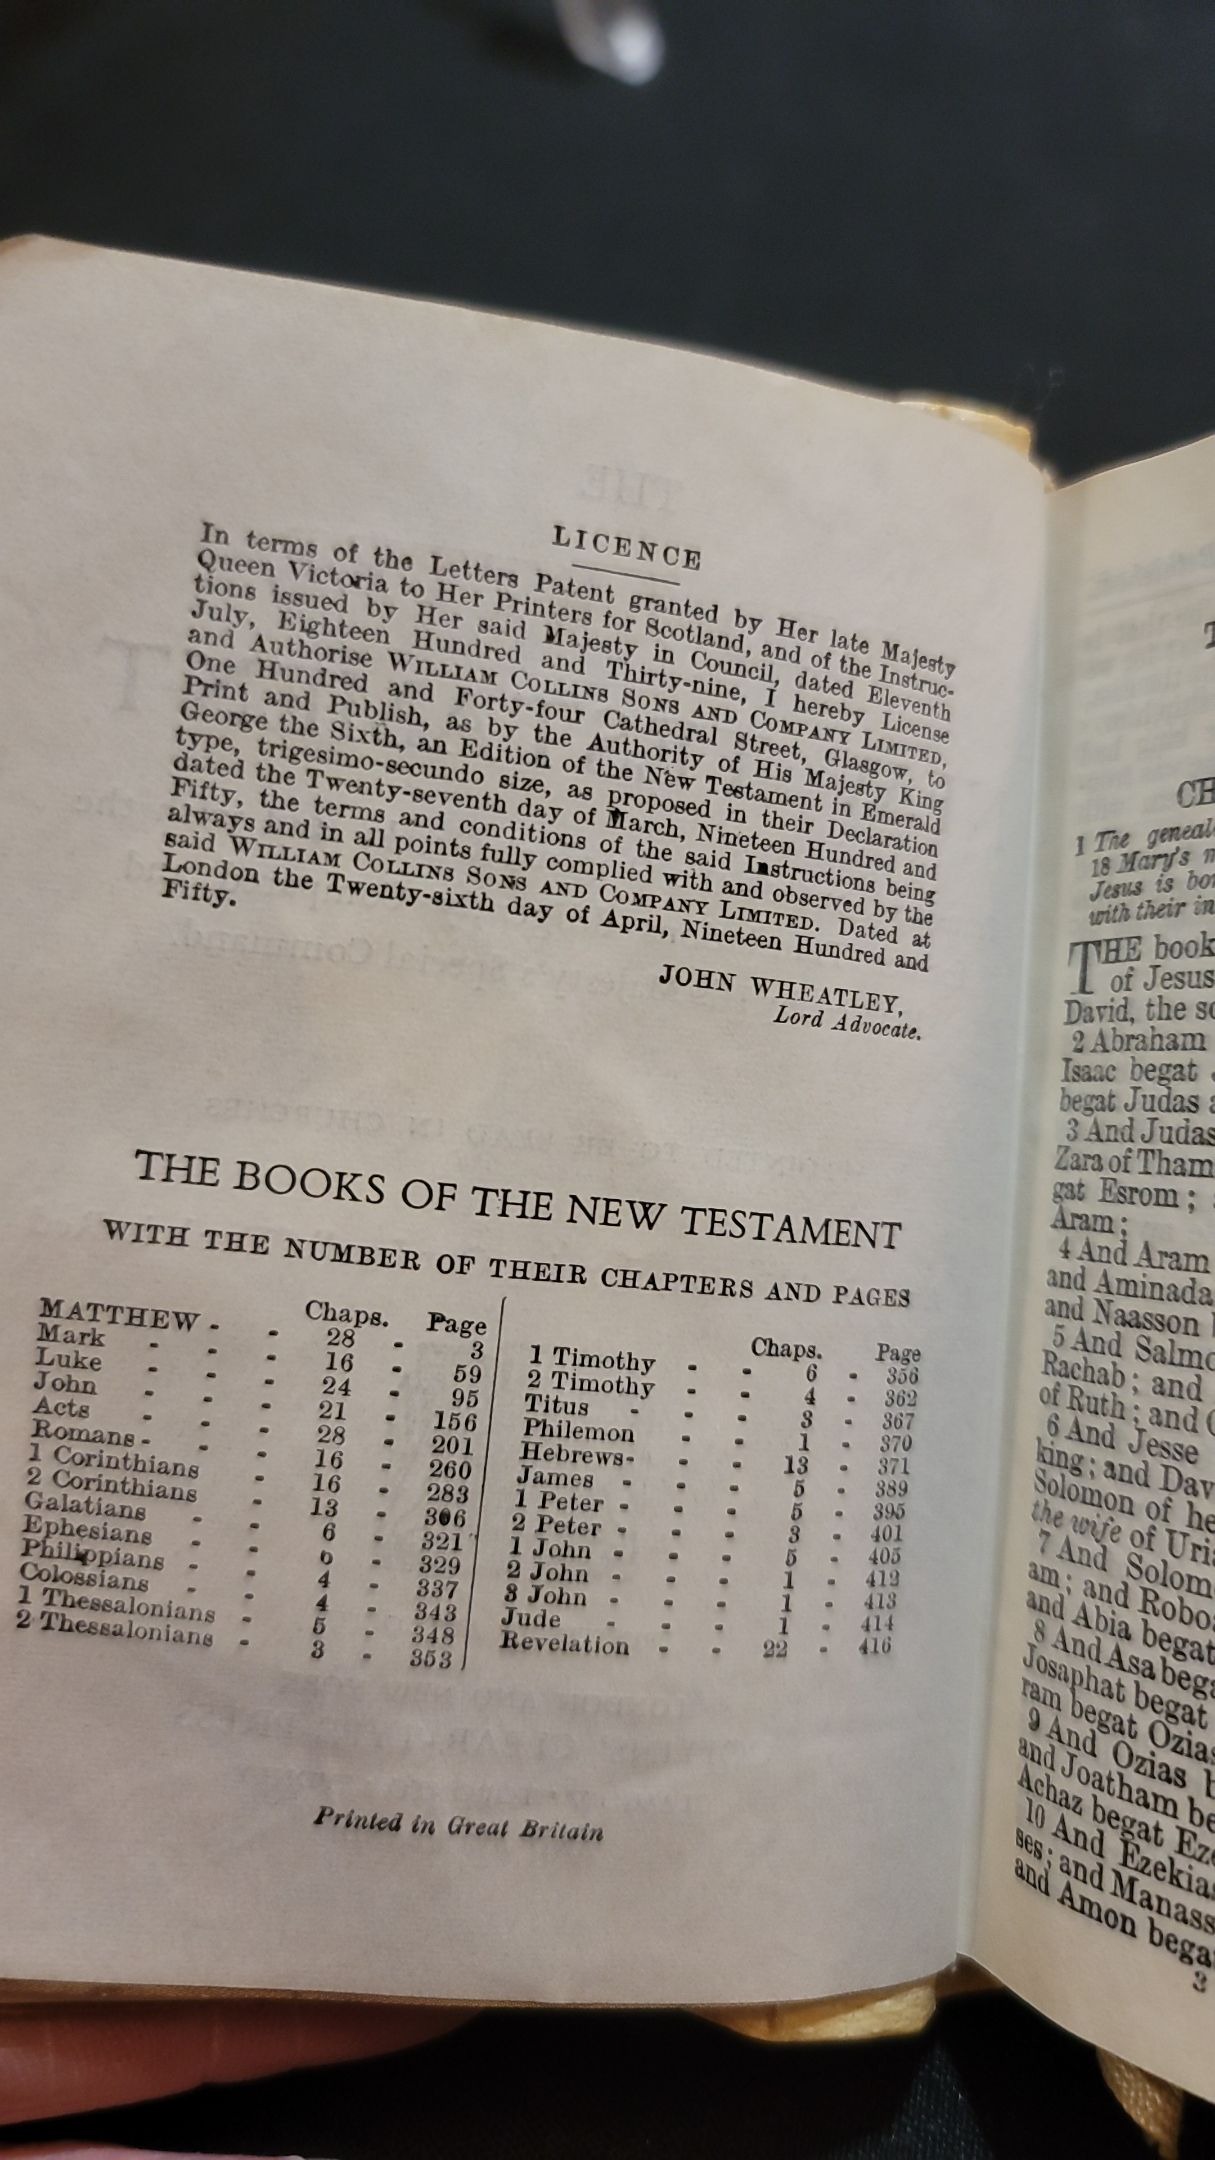 LICENCE
In terms of the Letters Patent granted by Her late Majesty
Queen Victoria to Her Printers for Scotland, and of the Instruc-
tions issued by Her said Majesty in Council, dated Eleventh
July, Eighteen Hundred and Thirty-nine, I hereby License
and Authorise WILLIAM COLLINS SONS AND COMPANY LIMITED,
One Hundred and Forty-four Cathedral Street, Glasgow, to
Print and Publish, as by the Authority of His Majesty King
George the Sixth, an Edition of the New Testament in Emerald
type, trigesimo-secundo size, as proposed in their Declaration
dated the Twenty-seventh day of March, Nineteen Hundred and
Fifty, the terms and conditions of the said Instructions being
always and in all points fully complied with and observed by the
said WILLIAM COLLINS SONS AND COMPANY LIMITED. Dated at
London the Twenty-sixth day of April, Nineteen Hundred and
Fifty.
JOHN WHEATLEY,
Lord Advocate.
THE BOOKS OF THE NEW TESTAMENT
WITH THE NUMBER OF THEIR CHAPTERS AND PAGES
Chaps. Page
MATTHEW - - 28 - 3
Mark - - - 16 - 59
Luke - - - 24 - 95
John - - - 21 - 156
Acts - - - 28 - 201
Romans - - - 16 - 260
1 Corinthians - 16 - 283
2 Corinthians - 13 - 306
Galatians - - 6 - 321
Ephesians - - 6 - 329
Philippians - - 4 - 337
Colossians - - 4 - 343
1 Thessalonians - 5 - 348
2 Thessalonians - 3 - 353
Chaps. Page
1 Timothy - - 6 - 356
2 Timothy - - 4 - 362
Titus - - - 3 - 367
Philemon - - 1 - 370
Hebrews - - - 13 - 371
James - - - 5 - 389
1 Peter - - - 5 - 395
2 Peter - - - 3 - 401
1 John - - - 5 - 405
2 John - - - 1 - 412
3 John - - - 1 - 413
Jude - - - 1 - 414
Revelation - - 22 - 416
Printed in Great Britain
CH
1 The geneal
18 Mary's
Jesus is bo
with their in
THE book
of Jesus
David, the so
2 Abraham
Isaac begat
begat Judas
3 And Judas
Zara of Tham
gat Esrom ;
Aram ;
4 And Aram
and Aminada
and Naasson
5 And Salmo
Rachab ; and
of Ruth ; and
6 And Jesse
king ; and Dav
Solomon of he
the wife of Uri
7 And Solom
am ; and Robo
and Abia begat
8 And Asa bega
Josaphat begat
ram begat Ozias
9 And Ozias b
and Joatham be
Achaz begat Eze
10 And Ezekias
ses ; and Manass
and Amon bega
3